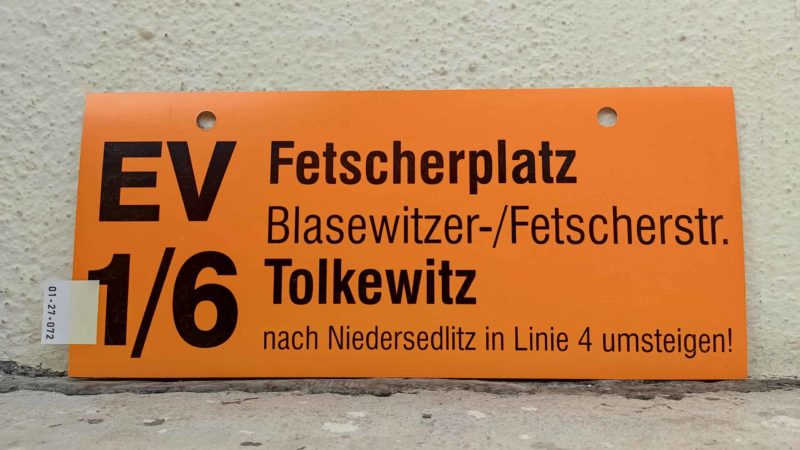 EV
1/6
Fetscherplatz
Blasewitzer-/Fetscherstr.
Tolkewitz
nach Niedersedlitz in Linie 4 umsteigen!
01-27-072